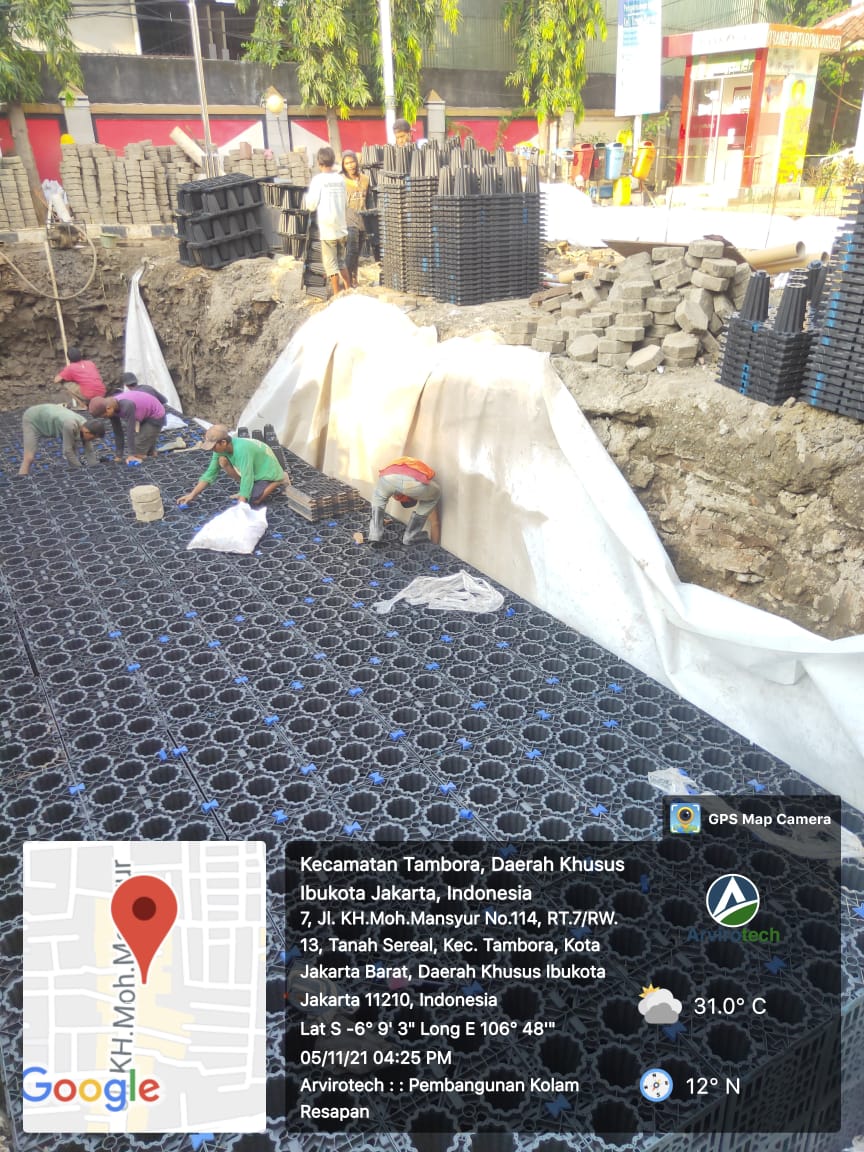 GPS Map Camera
Kecamatan Tambora, Daerah Khusus
Ibukota Jakarta, Indonesia
7, Jl. KH.Moh.Mansyur No.114, RT.7/RW.
13, Tanah Sereal, Kec. Tambora, Kota
Jakarta Barat, Daerah Khusus Ibukota
Jakarta 11210, Indonesia
Lat S -6° 9' 3" Long E 106° 48'"
05/11/21 04:25 PM
Arvirotech : : Pembangunan Kolam
Resapan
Arvirotech
31.0° C
12° N
KH.Moh.Ma
ur
Google